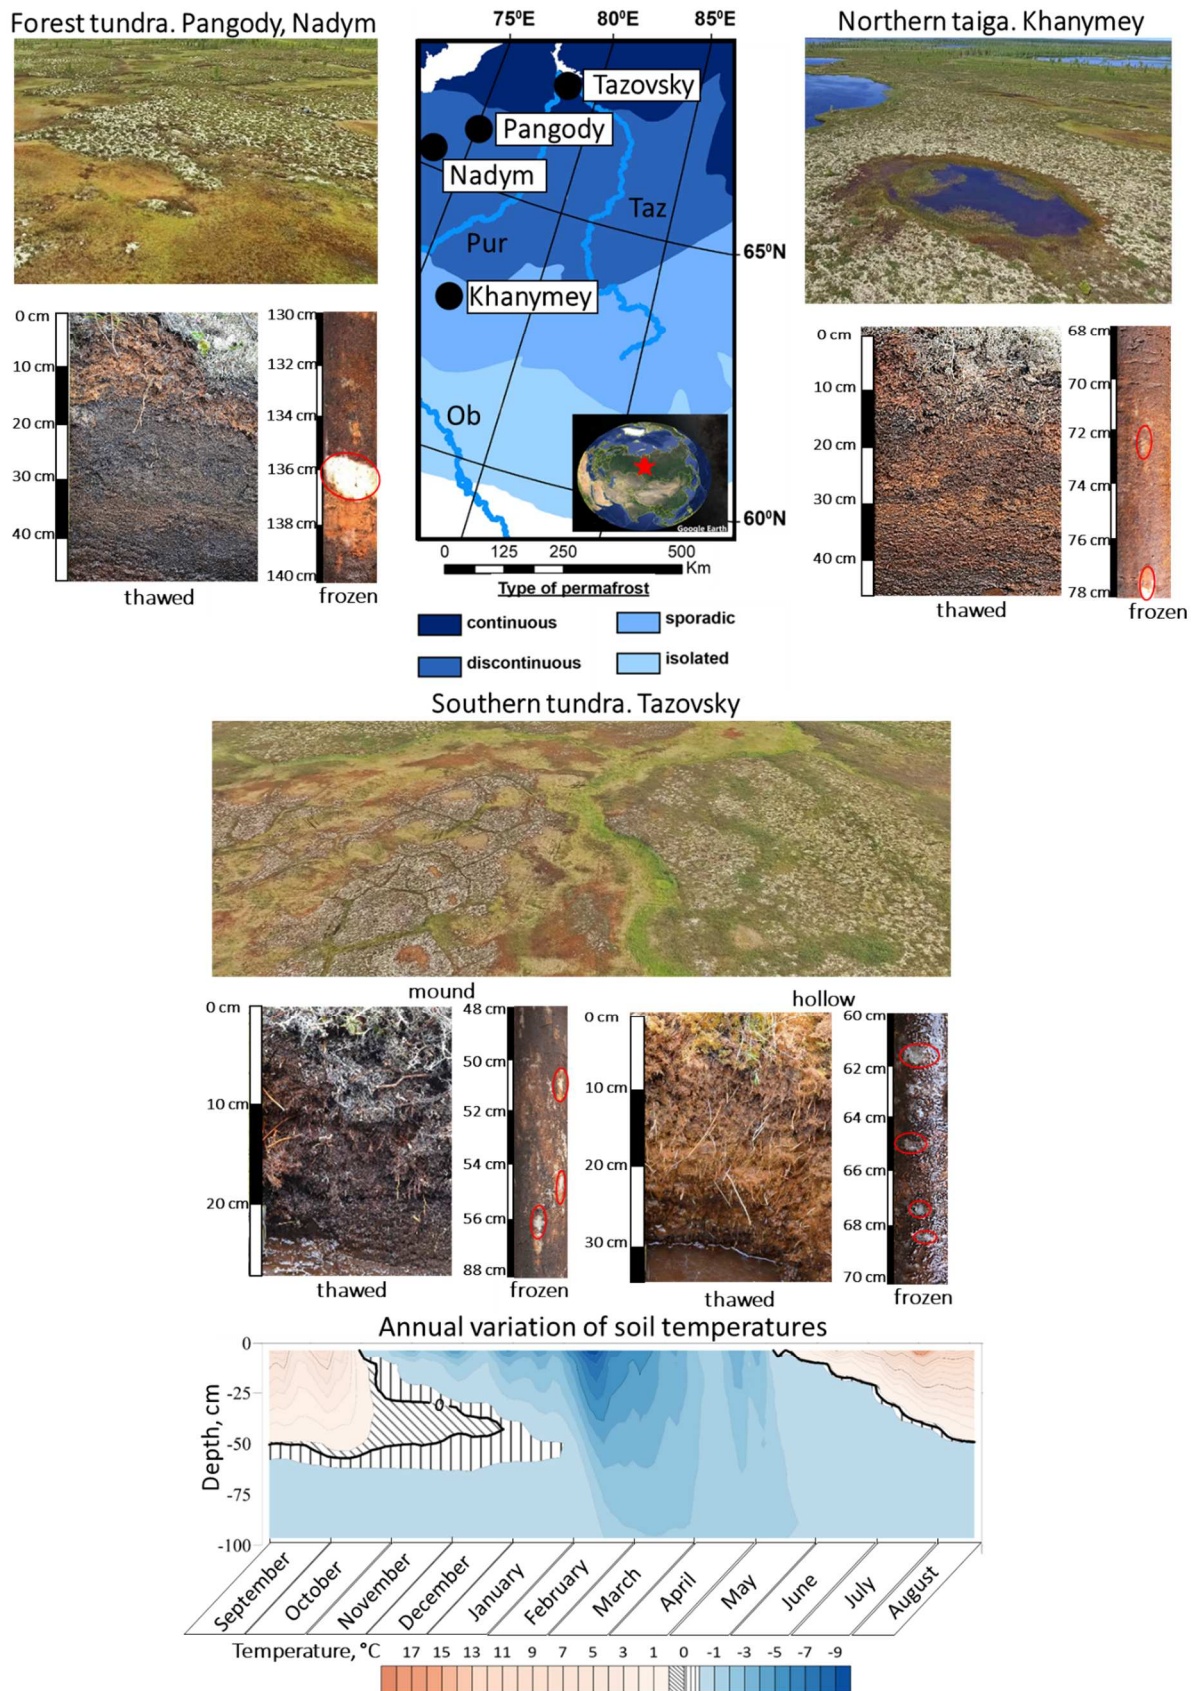 Forest tundra. Pangody, Nadym
75⁰E 80⁰E 85⁰E
Northern taiga. Khanymey
Tazovsky
Pangody
Nadym
Taz
Pur
65⁰N
Khanymey
Ob
Google Earth
60⁰N
0 125 250 500
Km
Type of permafrost
continuous
sporadic
discontinuous
isolated
0 cm
10 cm
20 cm
30 cm
40 cm
thawed
130 cm
132 cm
134 cm
136 cm
138 cm
140 cm
frozen
0 cm
10 cm
20 cm
30 cm
40 cm
thawed
68 cm
70 cm
72 cm
74 cm
76 cm
78 cm
frozen
Southern tundra. Tazovsky
mound
hollow
0 cm
10 cm
20 cm
thawed
48 cm
50 cm
52 cm
54 cm
56 cm
88 cm
frozen
0 cm
10 cm
20 cm
30 cm
thawed
60 cm
62 cm
64 cm
66 cm
68 cm
70 cm
frozen
Annual variation of soil temperatures
0
-25
-50
-75
-100
Depth, cm
0
September
October
November
December
January
February
March
April
May
June
July
August
Temperature, °C 17 15 13 11 9 7 5 3 1 0 -1 -3 -5 -7 -9